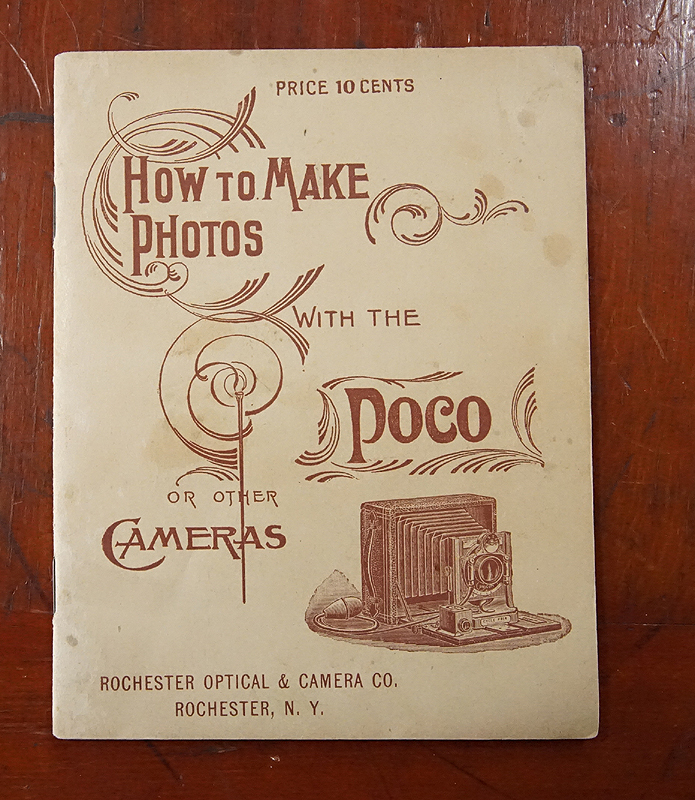 PRICE 10 CENTS
HOW TO MAKE
PHOTOS
WITH THE
POCO
OR OTHER
CAMERAS
ROCHESTER OPTICAL & CAMERA CO.
ROCHESTER, N. Y.